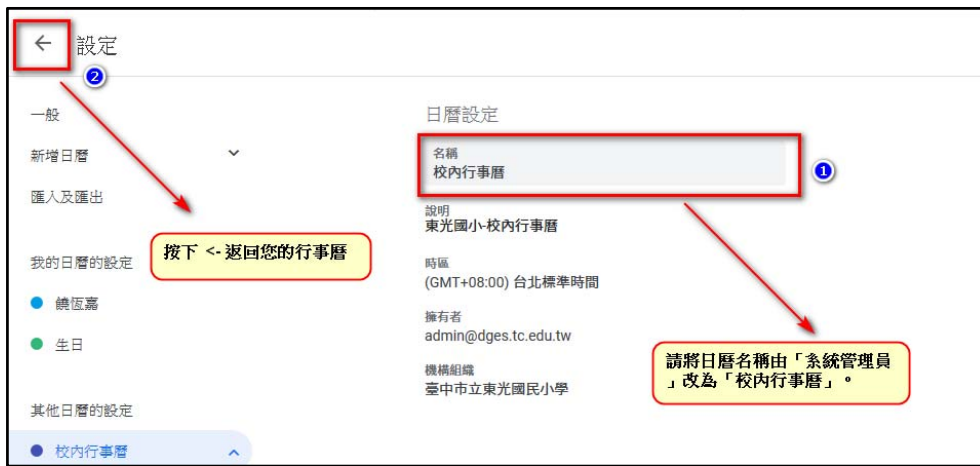 ← 設定
2
一般
新增日曆
匯入及匯出
我的日曆的設定
饒恆嘉
生日
其他日曆的設定
校內行事曆
按下 <- 返回您的行事曆
日曆設定
名稱
校內行事曆
1
說明
東光國小-校內行事曆
時區
(GMT+08:00) 台北標準時間
擁有者
admin@dges.tc.edu.tw
機構組織
臺中市立東光國民小學
請將日曆名稱由「系統管理員
」改為「校內行事曆」。